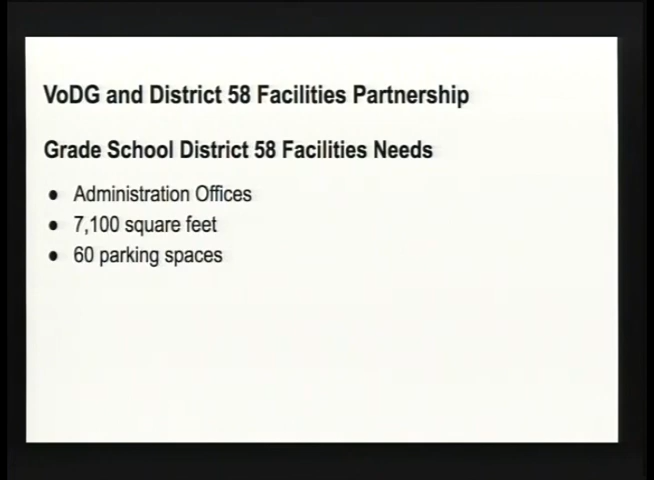 VoDG and District 58 Facilities Partnership
Grade School District 58 Facilities Needs
● Administration Offices
● 7,100 square feet
● 60 parking spaces